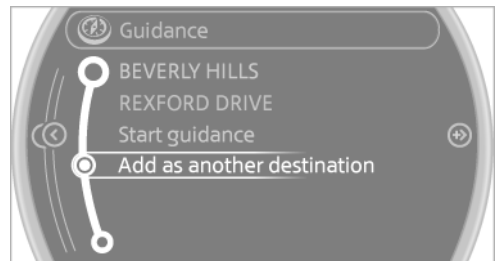 Guidance
BEVERLY HILLS
REXFORD DRIVE
Start guidance
Add as another destination